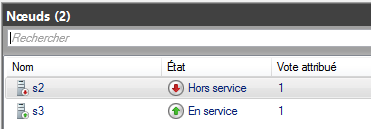 Nœuds (2)
Rechercher
Nom État Vote attribué
s2 Hors service 1
s3 En service 1